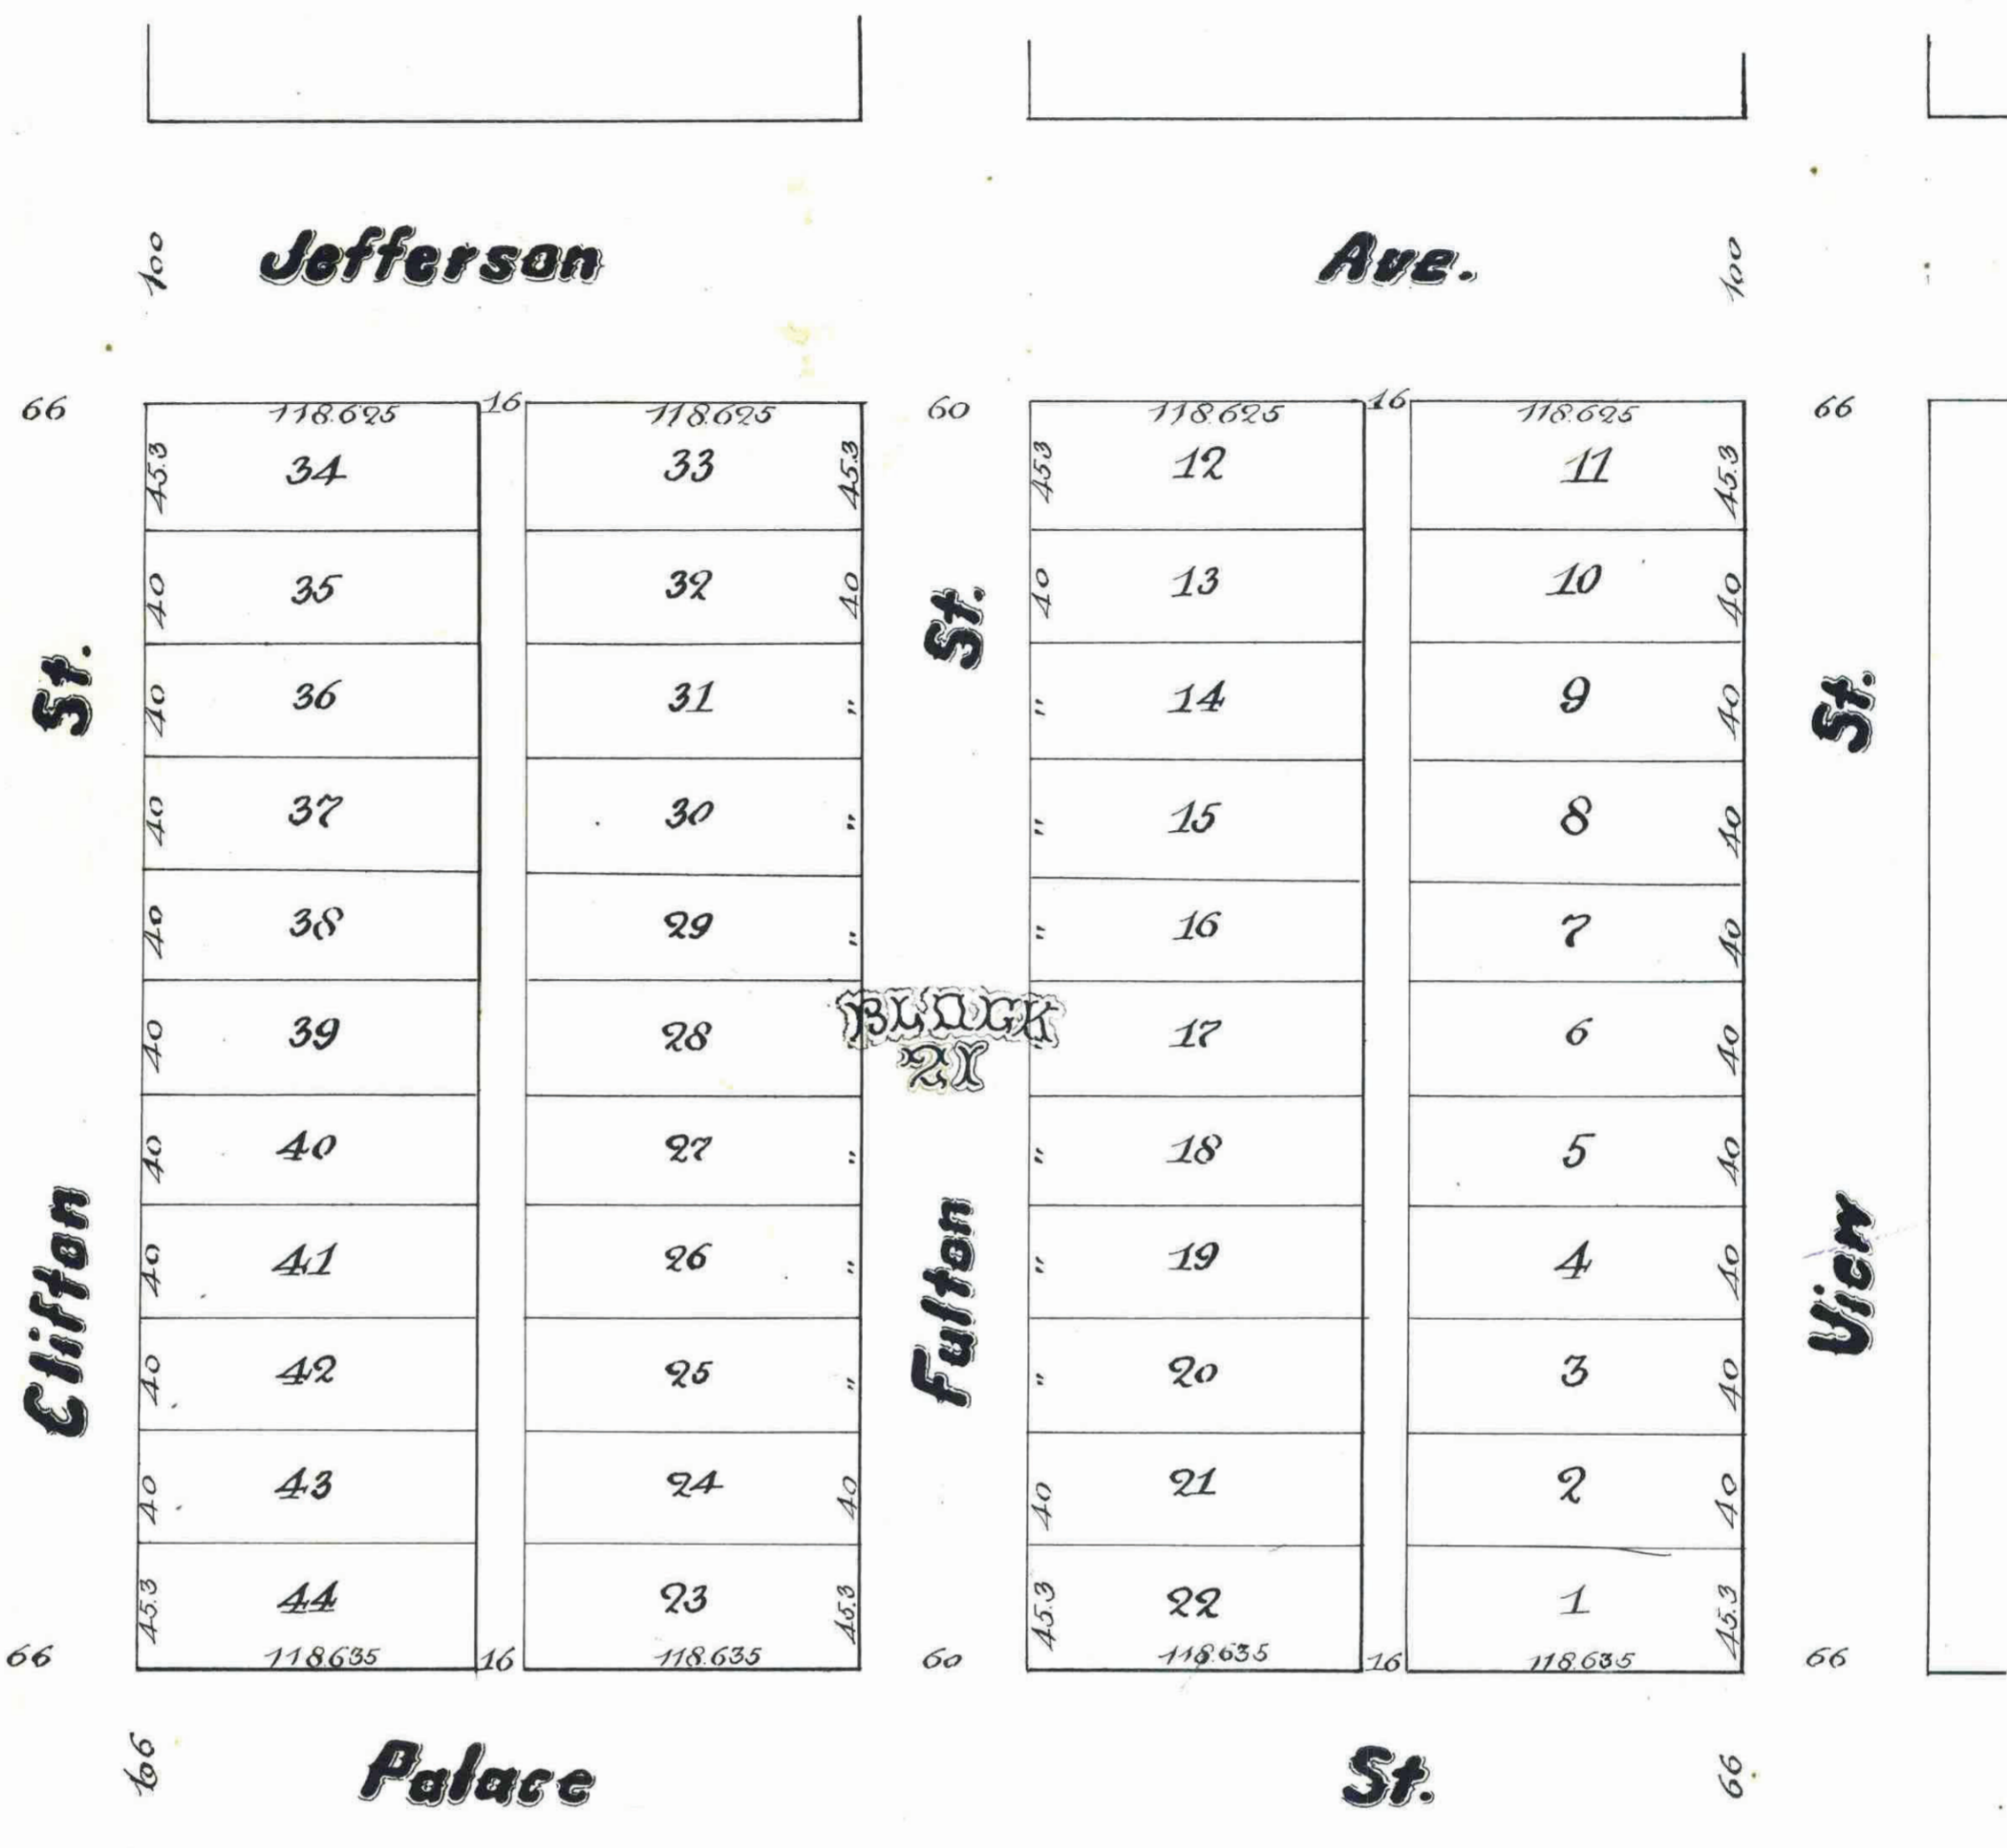 100 Jefferson Ave. 100
66 118.625 16 118.625 60 118.625 16 118.625 66
45.3 34 33 45.3 453 12 11 45.3
40 35 32 40 40 13 10 40
40 36 31 " " 14 9 40
40 37 30 " " 15 8 40
40 38 29 " " 16 7 40
40 39 28 " 17 6 40
BLOCK
21
40 40 27 " " 18 5 40
40 41 26 " " 19 4 40
40 42 25 " " 20 3 40
40 43 24 40 40 21 2 40
45.3 44 23 45.3 45.3 22 1 45.3
66 118635 16 118.635 60 118.635 16 118.635 66
Clifton St.
Fulton St.
View St.
66 Palace St. 66